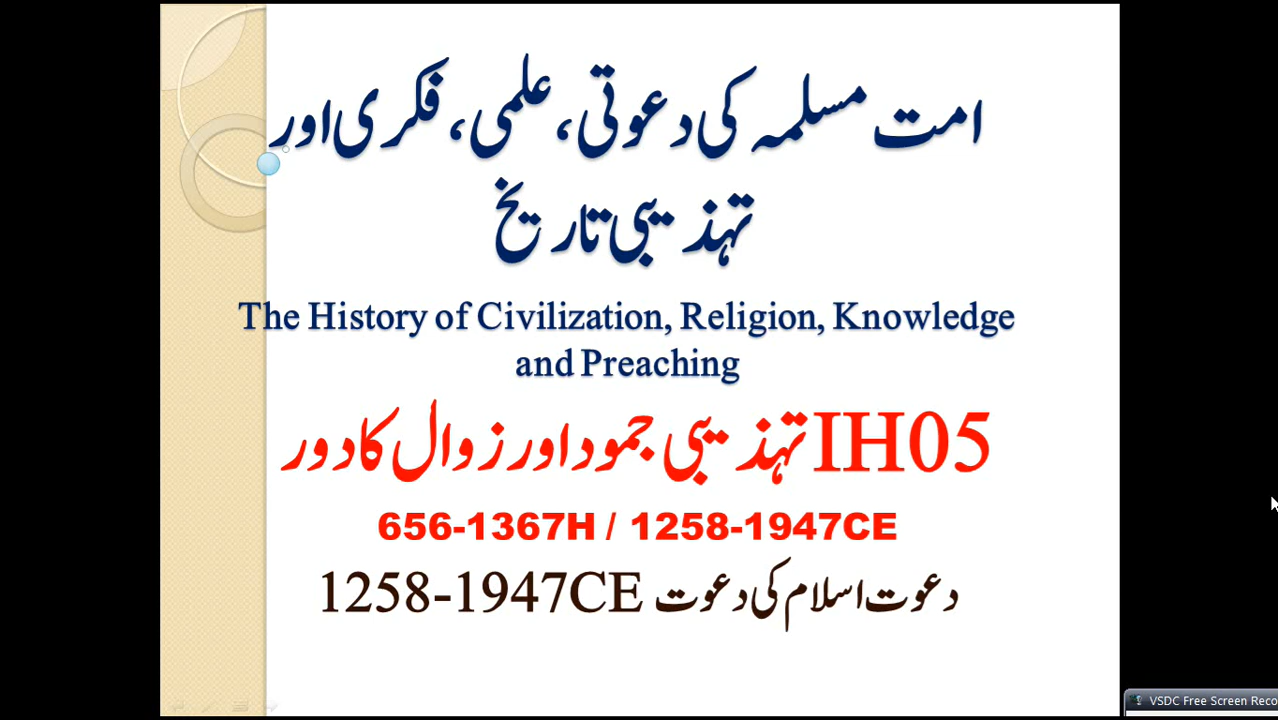 امت مسلمہ کی دعوتی، علمی، فکری اور
تہذیبی تاریخ
The History of Civilization, Religion, Knowledge
and Preaching
IH05 تہذیبی جمود اور زوال کا دور
656-1367H / 1258-1947CE
دعوت اسلام کی دعوت 1258-1947CE
VSDC Free Screen Reco